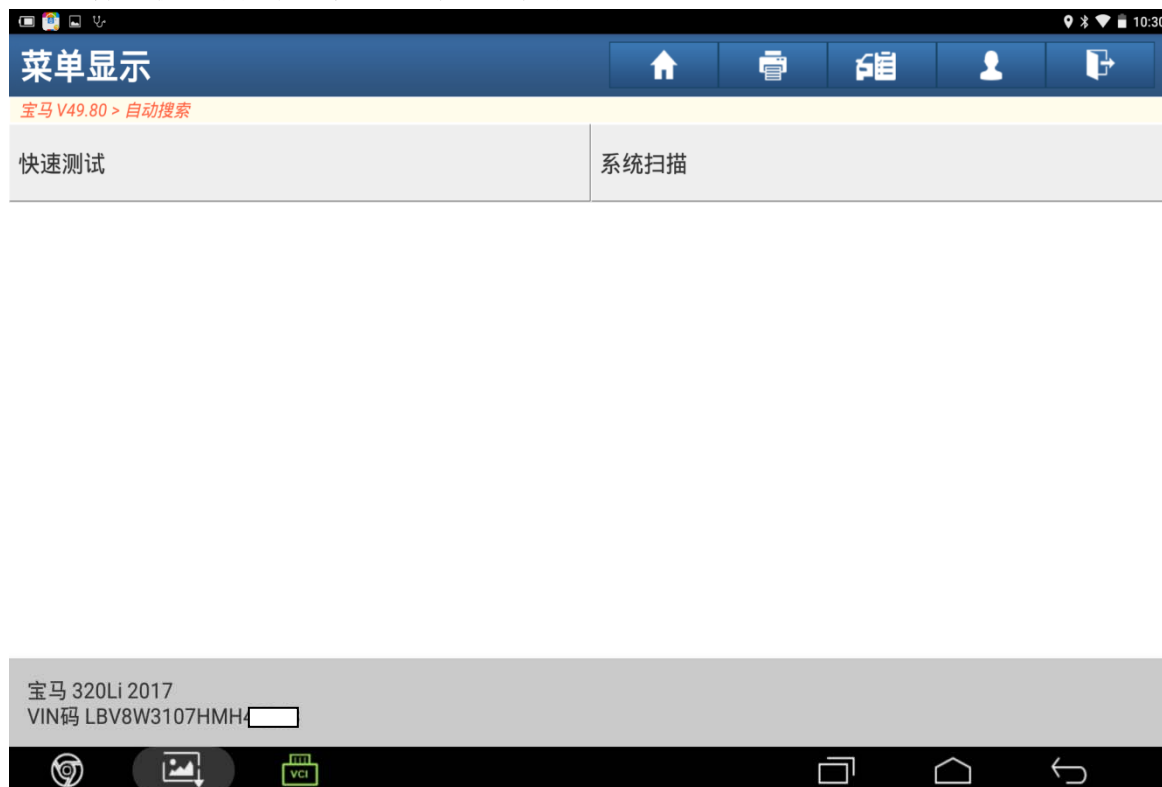 10:30
菜单显示
宝马 V49.80 > 自动搜索
快速测试
系统扫描
宝马 320Li 2017
VIN码 LBV8W3107HMH4
VCI